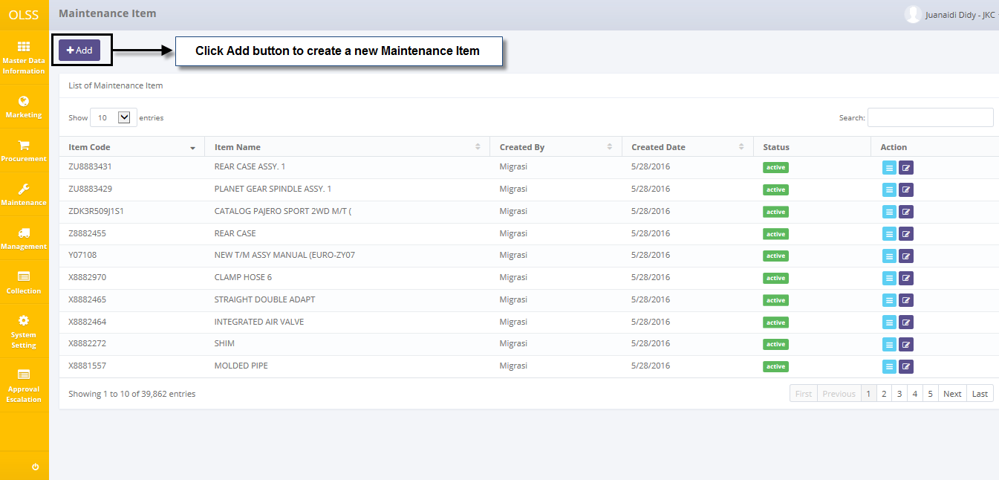 OLSS
Maintenance Item
Juanaidi Didy - JKC
Master Data
Information
Marketing
Procurement
Maintenance
Management
Collection
System
Setting
Approval
Escalation
Add
Click Add button to create a new Maintenance Item
List of Maintenance Item
Show 10 entries
Search:
Item Code Item Name Created By Created Date Status Action
ZU8883431 REAR CASE ASSY. 1 Migrasi 5/28/2016 active
ZU8883429 PLANET GEAR SPINDLE ASSY. 1 Migrasi 5/28/2016 active
ZDK3R509J1S1 CATALOG PAJERO SPORT 2WD M/T ( Migrasi 5/28/2016 active
Z8882455 REAR CASE Migrasi 5/28/2016 active
Y07108 NEW T/M ASSY MANUAL (EURO-ZY07 Migrasi 5/28/2016 active
X8882970 CLAMP HOSE 6 Migrasi 5/28/2016 active
X8882465 STRAIGHT DOUBLE ADAPT Migrasi 5/28/2016 active
X8882464 INTEGRATED AIR VALVE Migrasi 5/28/2016 active
X8882272 SHIM Migrasi 5/28/2016 active
X8881557 MOLDED PIPE Migrasi 5/28/2016 active
Showing 1 to 10 of 39,862 entries
First Previous 1 2 3 4 5 Next Last